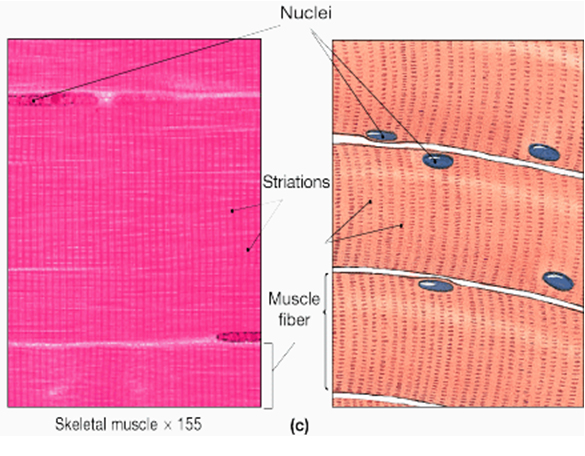 Nuclei
Striations
Muscle
fiber
Skeletal muscle × 155
(c)